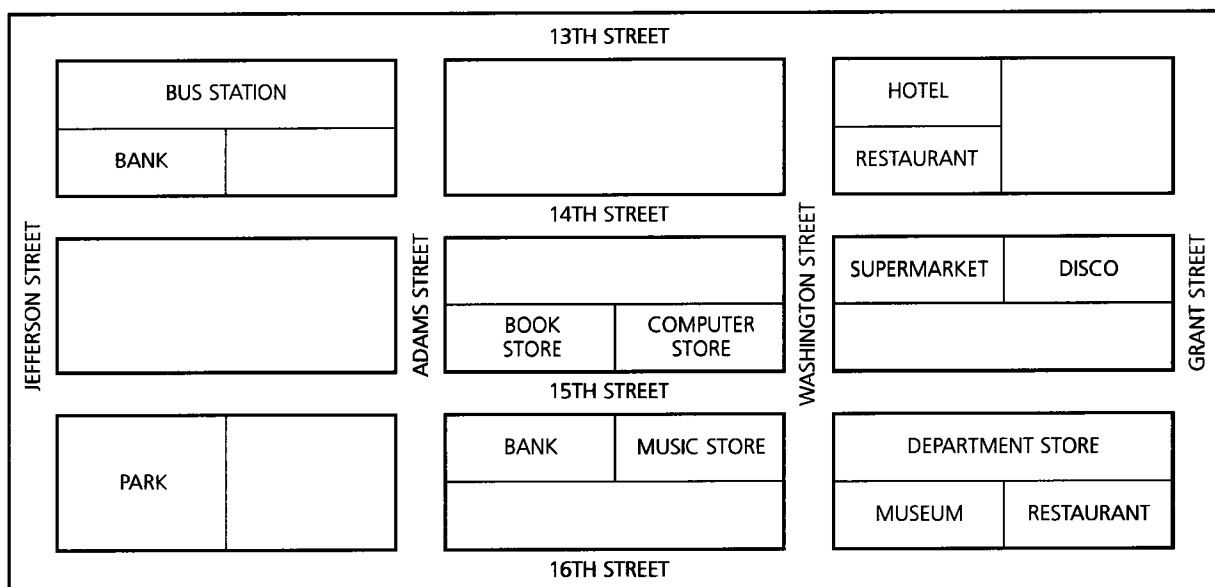 13TH STREET
BUS STATION
HOTEL
BANK
RESTAURANT
14TH STREET
JEFFERSON STREET
ADAMS STREET
WASHINGTON STREET
GRANT STREET
SUPERMARKET
DISCO
BOOK
STORE
COMPUTER
STORE
15TH STREET
PARK
BANK
MUSIC STORE
DEPARTMENT STORE
MUSEUM
RESTAURANT
16TH STREET